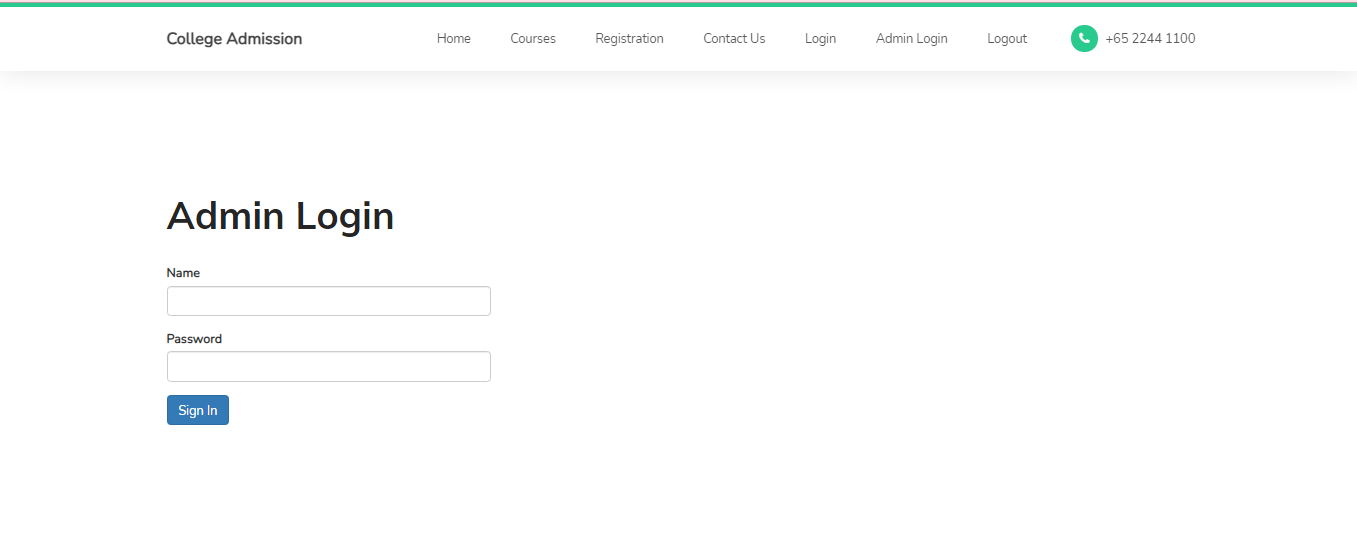 College Admission Home Courses Registration Contact Us Login Admin Login Logout +65 2244 1100
Admin Login
Name
Password
Sign In